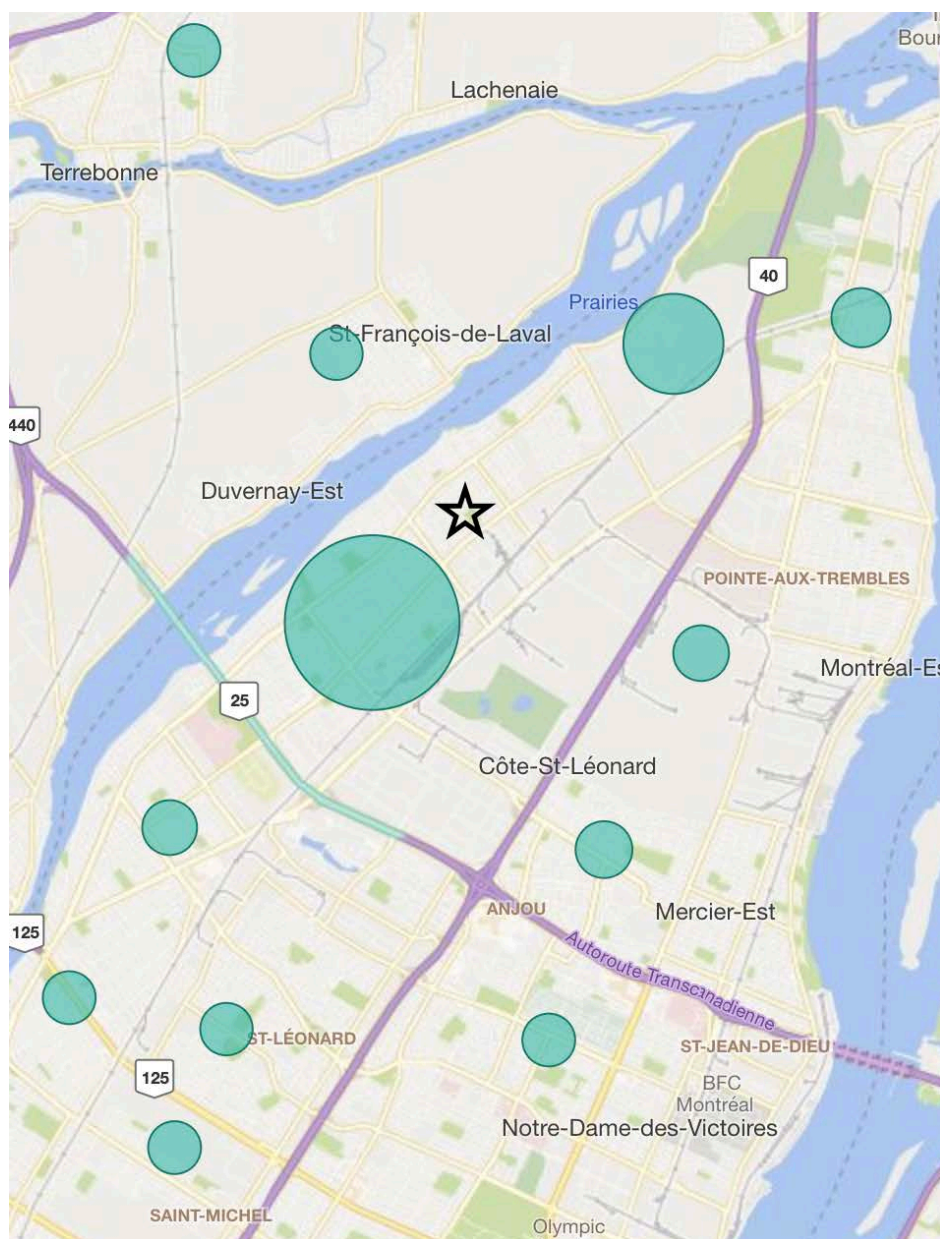 Bour
Lachenaie
Terrebonne
40
Prairies
St-François-de-Laval
440
Duvernay-Est
POINTE-AUX-TREMBLES
Montréal-Es
25
Côte-St-Léonard
ANJOU
Mercier-Est
125
Autoroute Transcanadienne
ST-LÉONARD
ST-JEAN-DE-DIEU
125
BFC
Montréal
Notre-Dame-des-Victoires
SAINT-MICHEL
Olympic